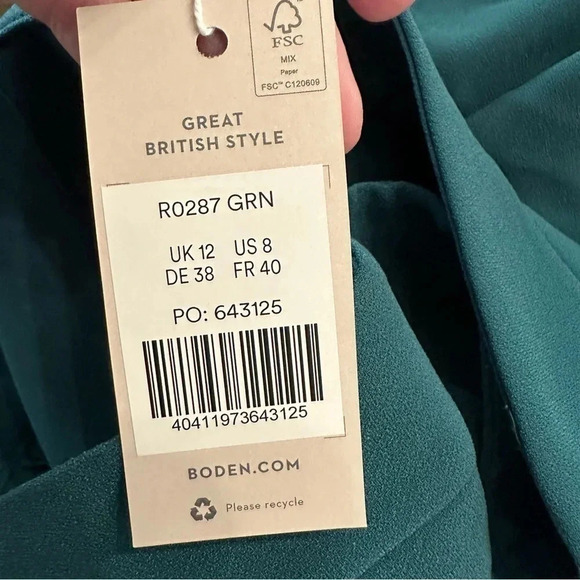 FSC
MIX
Paper
FSC™ C120609
GREAT
BRITISH STYLE
R0287 GRN
UK 12 US 8
DE 38 FR 40
PO: 643125
40411973643125
BODEN.COM
Please recycle